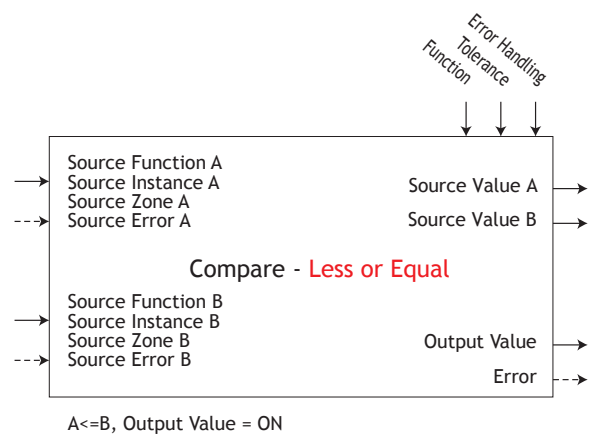 Function
Tolerance
Error Handling
Source Function A
Source Instance A
Source Zone A
Source Error A
Source Value A
Source Value B
Compare - Less or Equal
Source Function B
Source Instance B
Source Zone B
Source Error B
Output Value
Error
A<=B, Output Value = ON